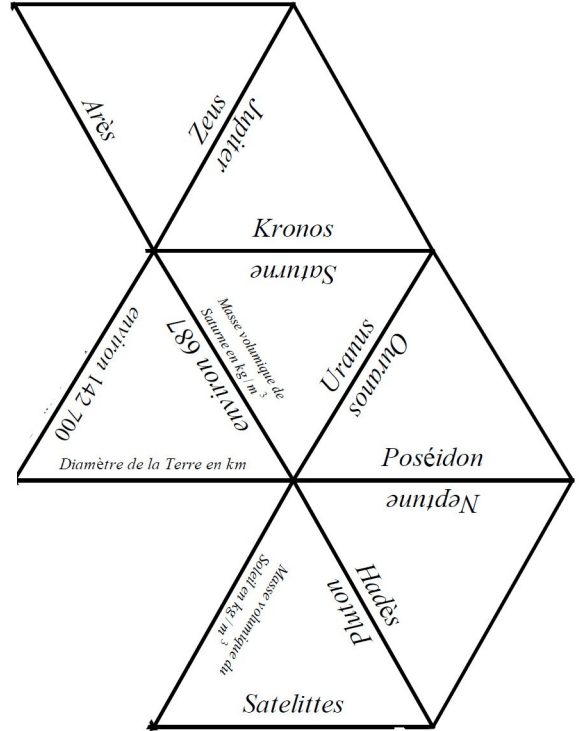 Arès
Zeus
Jupiter
Kronos
Saturne
environ 142 700
environ 687
Masse volumique de
Saturne en kg / m³
Uranus
Ouranos
Diamètre de la Terre en km
Poséidon
Neptune
Masse volumique du
Soleil en kg / m³
Hadès
Pluton
Satelittes